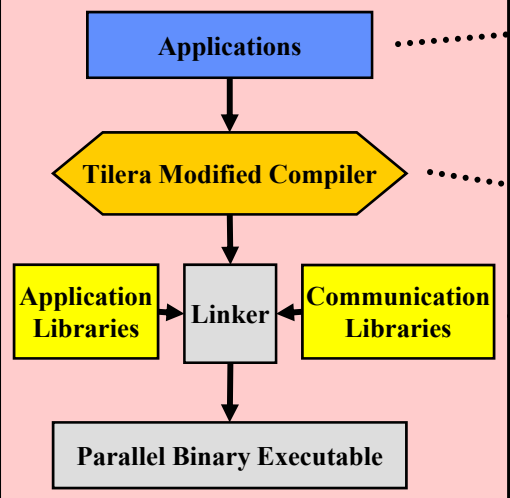 Applications
Tilera Modified Compiler
Application
Libraries
Linker
Communication
Libraries
Parallel Binary Executable